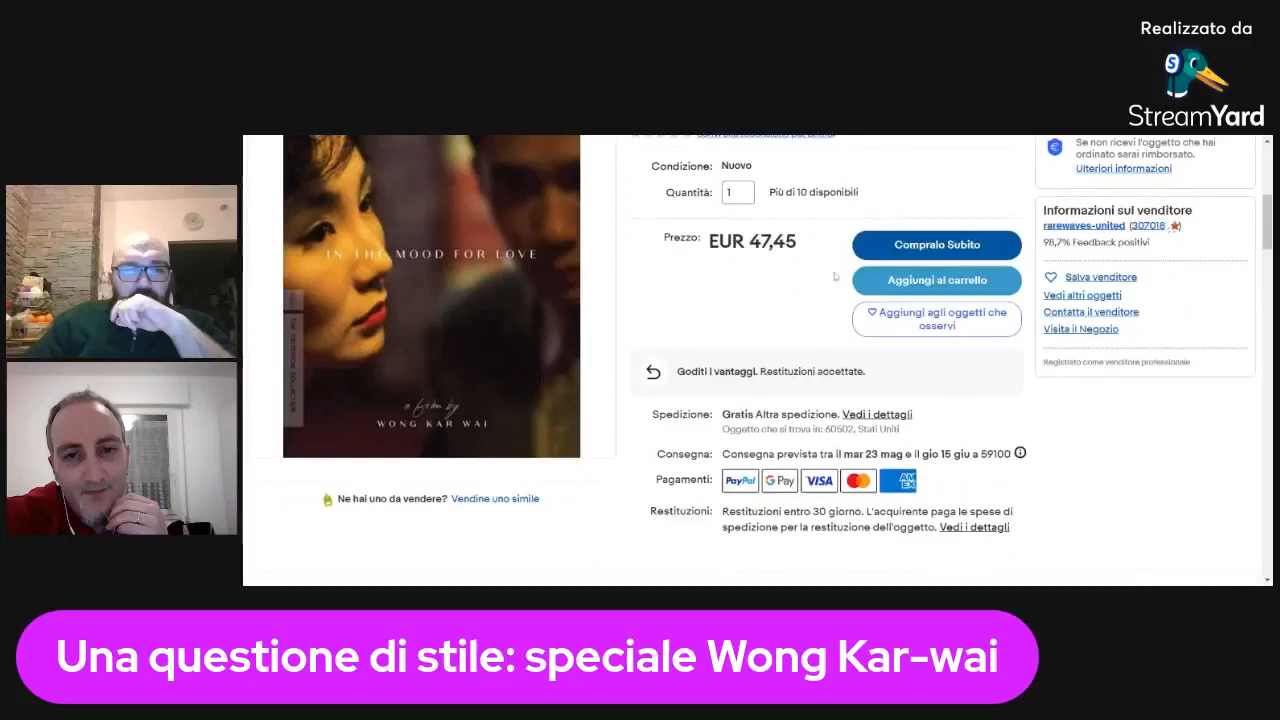 Realizzato da
S
StreamYard
Se non ricevi l'oggetto che hai
ordinato sarai rimborsato.
Ulteriori informazioni
Condizione: Nuovo
Quantità: 1 Più di 10 disponibili
Prezzo: EUR 47,45
Compralo Subito
Aggiungi al carrello
Aggiungi agli oggetti che
osservi
Informazioni sul venditore
rarewaves-united (307018)
98,7% Feedback positivi
Salva venditore
Vedi altri oggetti
Contatta il venditore
Visita il Negozio
Registrato come venditore professionale
IN THE MOOD FOR LOVE
a film by
WONG KAR WAI
Goditi i vantaggi. Restituzioni accettate.
Spedizione: Gratis Altra spedizione. Vedi i dettagli
Oggetto che si trova in: 60502, Stati Uniti
Consegna: Consegna prevista tra il mar 23 mag e il gio 15 giu a 59100
Pagamenti: PayPal G Pay VISA AM EX
Restituzioni: Restituzioni entro 30 giorno. L'acquirente paga le spese di
spedizione per la restituzione dell'oggetto. Vedi i dettagli
Ne hai uno da vendere? Vendine uno simile
Una questione di stile: speciale Wong Kar-wai